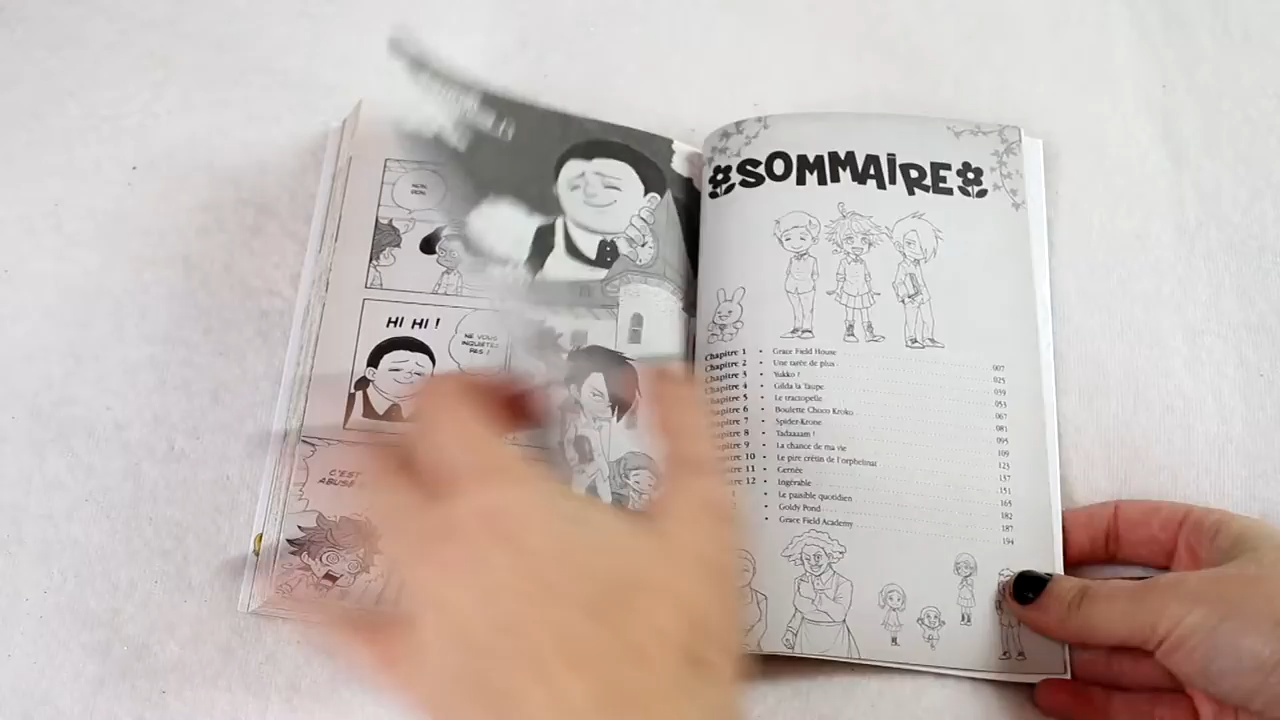 NON,
NON.
HI HI !
NE VOUS
INQUIÉTEZ
PAS !
C'EST
ABUSÉ
SOMMAIRE
Chapitre 1 • Grace Field House 007
Chapitre 2 • Une tarée de plus 025
Chapitre 3 • Yukko ? 039
Chapitre 4 • Gilda la Taupe 053
Chapitre 5 • Le tractopelle 067
Chapitre 6 • Boulette Choco Kroko 081
Chapitre 7 • Spider-Krone 095
Chapitre 8 • Tadaaaam ! 109
Chapitre 9 • La chance de ma vie 123
itre 10 • Le pire crétin de l'orphelinat 137
itre 11 • Cernée 151
tre 12 • Ingérable 165
• Le paisible quotidien 182
• Goldy Pond 187
• Grace Field Academy 194